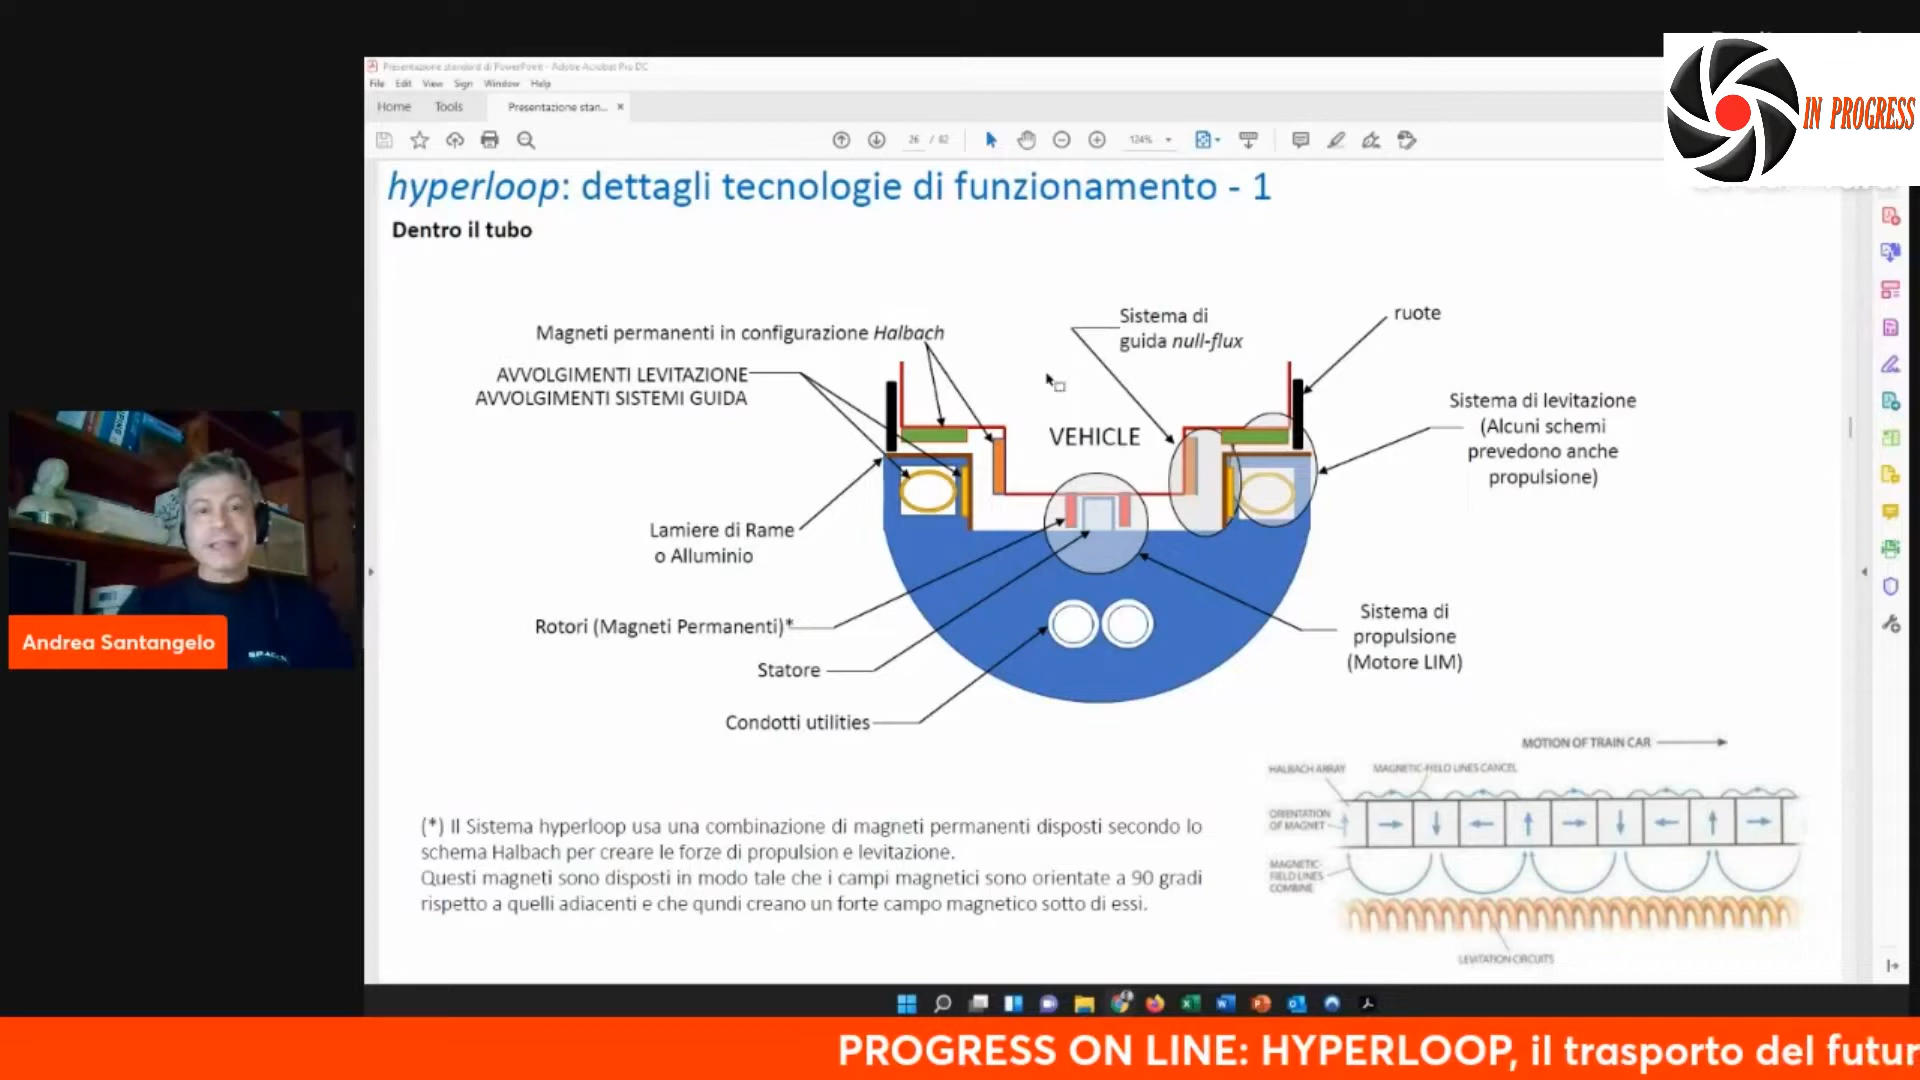 Presentazione standard di PowerPoint - Adobe Acrobat Pro DC
File Edit View Sign Window Help
Home Tools Presentazione stan... ×
26 / 82 124%
IN PROGRESS
hyperloop: dettagli tecnologie di funzionamento - 1
Dentro il tubo
Magneti permanenti in configurazione Halbach
AVVOLGIMENTI LEVITAZIONE
AVVOLGIMENTI SISTEMI GUIDA
Sistema di
guida null-flux
ruote
VEHICLE
Sistema di levitazione
(Alcuni schemi
prevedono anche
propulsione)
Lamiere di Rame
o Alluminio
Rotori (Magneti Permanenti)*
Statore
Condotti utilities
Sistema di
propulsione
(Motore LIM)
Andrea Santangelo
MOTION OF TRAIN CAR
HALBACH ARRAY
MAGNETIC-FIELD LINES CANCEL
ORIENTATION
OF MAGNET
MAGNETIC-
FIELD LINES
COMBINE
LEVITATION CIRCUITS
(*) Il Sistema hyperloop usa una combinazione di magneti permanenti disposti secondo lo
schema Halbach per creare le forze di propulsion e levitazione.
Questi magneti sono disposti in modo tale che i campi magnetici sono orientate a 90 gradi
rispetto a quelli adiacenti e che qundi creano un forte campo magnetico sotto di essi.
PROGRESS ON LINE: HYPERLOOP, il trasporto del futur